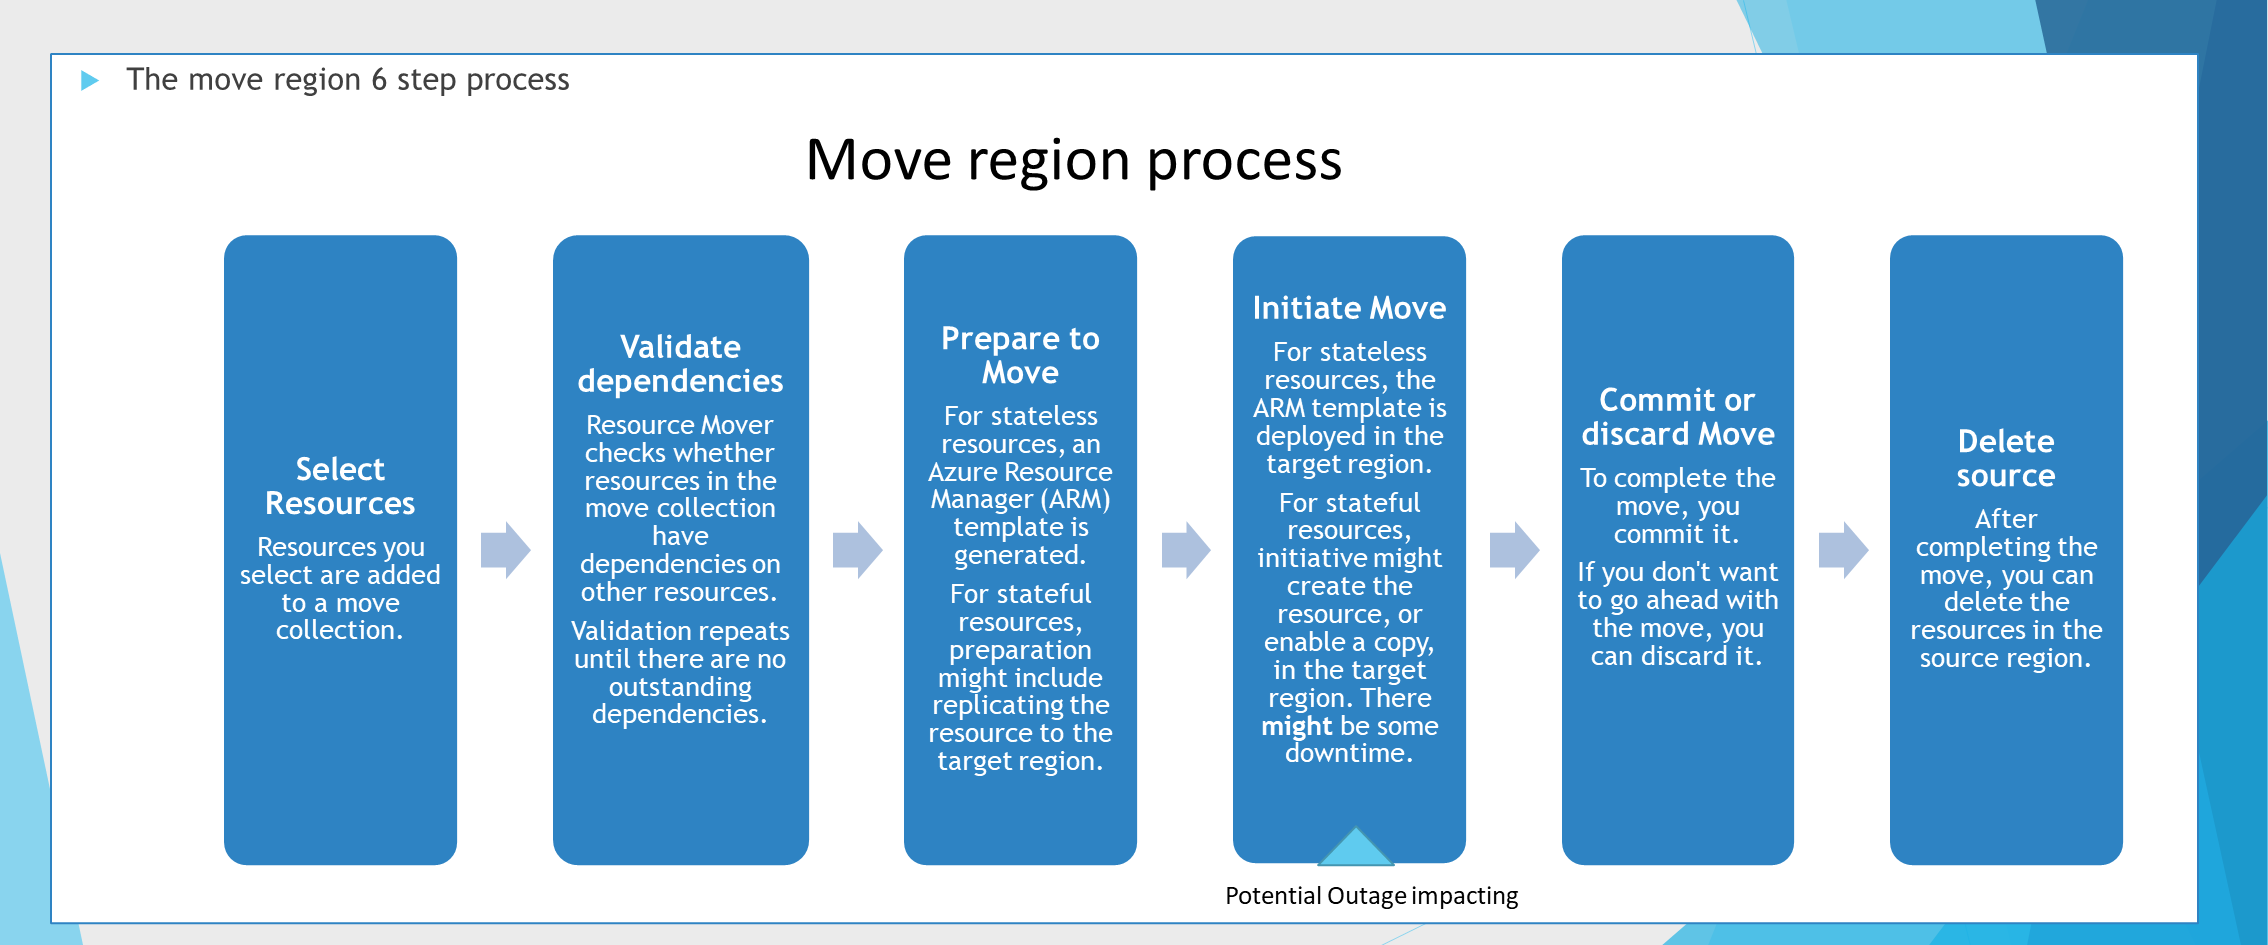 The move region 6 step process
Move region process
Select
Resources
Resources you
select are added
to a move
collection.
Validate
dependencies
Resource Mover
checks whether
resources in the
move collection
have
dependencies on
other resources.
Validation repeats
until there are no
outstanding
dependencies.
Prepare to
Move
For stateless
resources, an
Azure Resource
Manager (ARM)
template is
generated.
For stateful
resources,
preparation
might include
replicating the
resource to the
target region.
Initiate Move
For stateless
resources, the
ARM template is
deployed in the
target region.
For stateful
resources,
initiative might
create the
resource, or
enable a copy,
in the target
region. There
might be some
downtime.
Potential Outage impacting
Commit or
discard Move
To complete the
move, you
commit it.
If you don't want
to go ahead with
the move, you
can discard it.
Delete
source
After
completing the
move, you can
delete the
resources in the
source region.